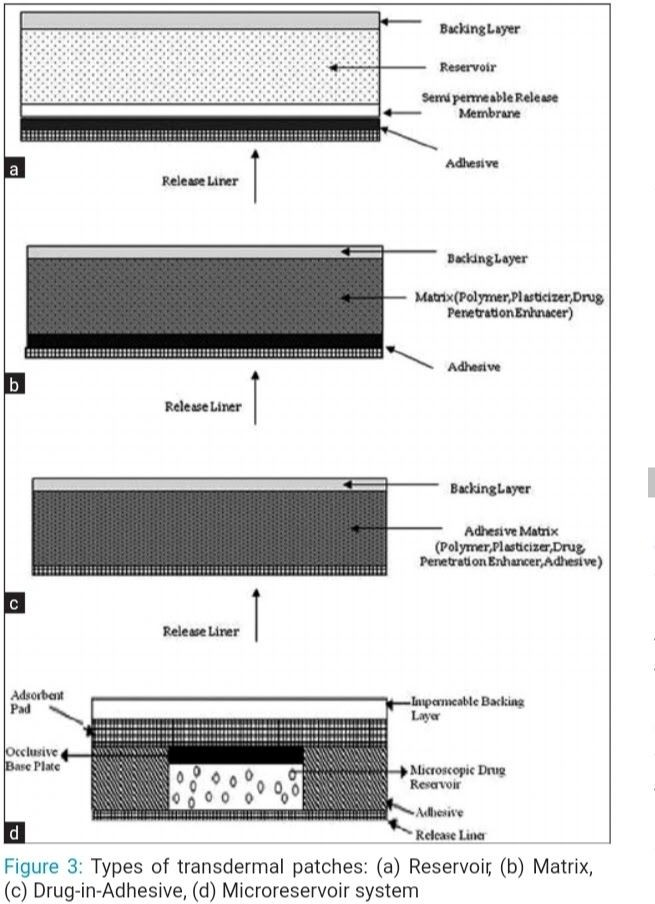 Backing Layer
Reservoir
Semi permeable Release
Membrane
Adhesive
Release Liner
a
Backing Layer
Matrix(Polymer,Plasticizer,Drug,
Penetration Enhnacer)
Adhesive
Release Liner
b
Backing Layer
Adhesive Matrix
(Polymer,Plasticizer,Drug,
Penetration Enhancer,Adhesive)
Release Liner
c
Adsorbent
Pad
Impermeable Backing
Layer
Occlusive
Base Plate
Microscopic Drug
Reservoir
Adhesive
Release Liner
d
Figure 3: Types of transdermal patches: (a) Reservoir, (b) Matrix,
(c) Drug-in-Adhesive, (d) Microreservoir system